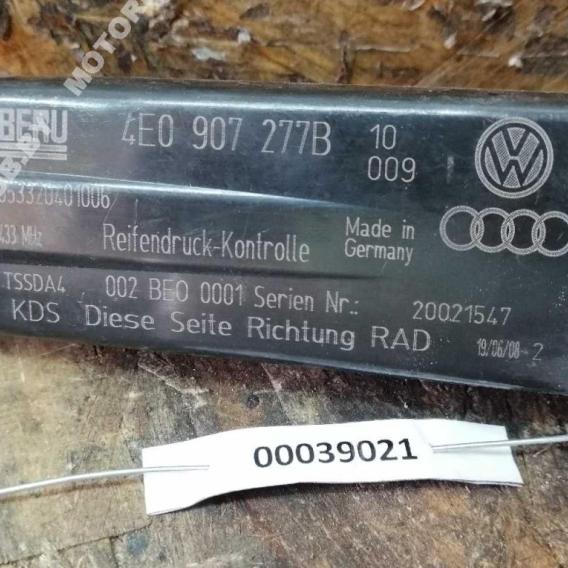 BERU 4E0 907 277B 10
009
533320401006
433 MHz Reifendruck-Kontrolle Made in
Germany
TSSDA4 002 BE0 0001 Serien Nr.: 20021547
KDS Diese Seite Richtung RAD 19/06/08-2
00039021
MOTOR